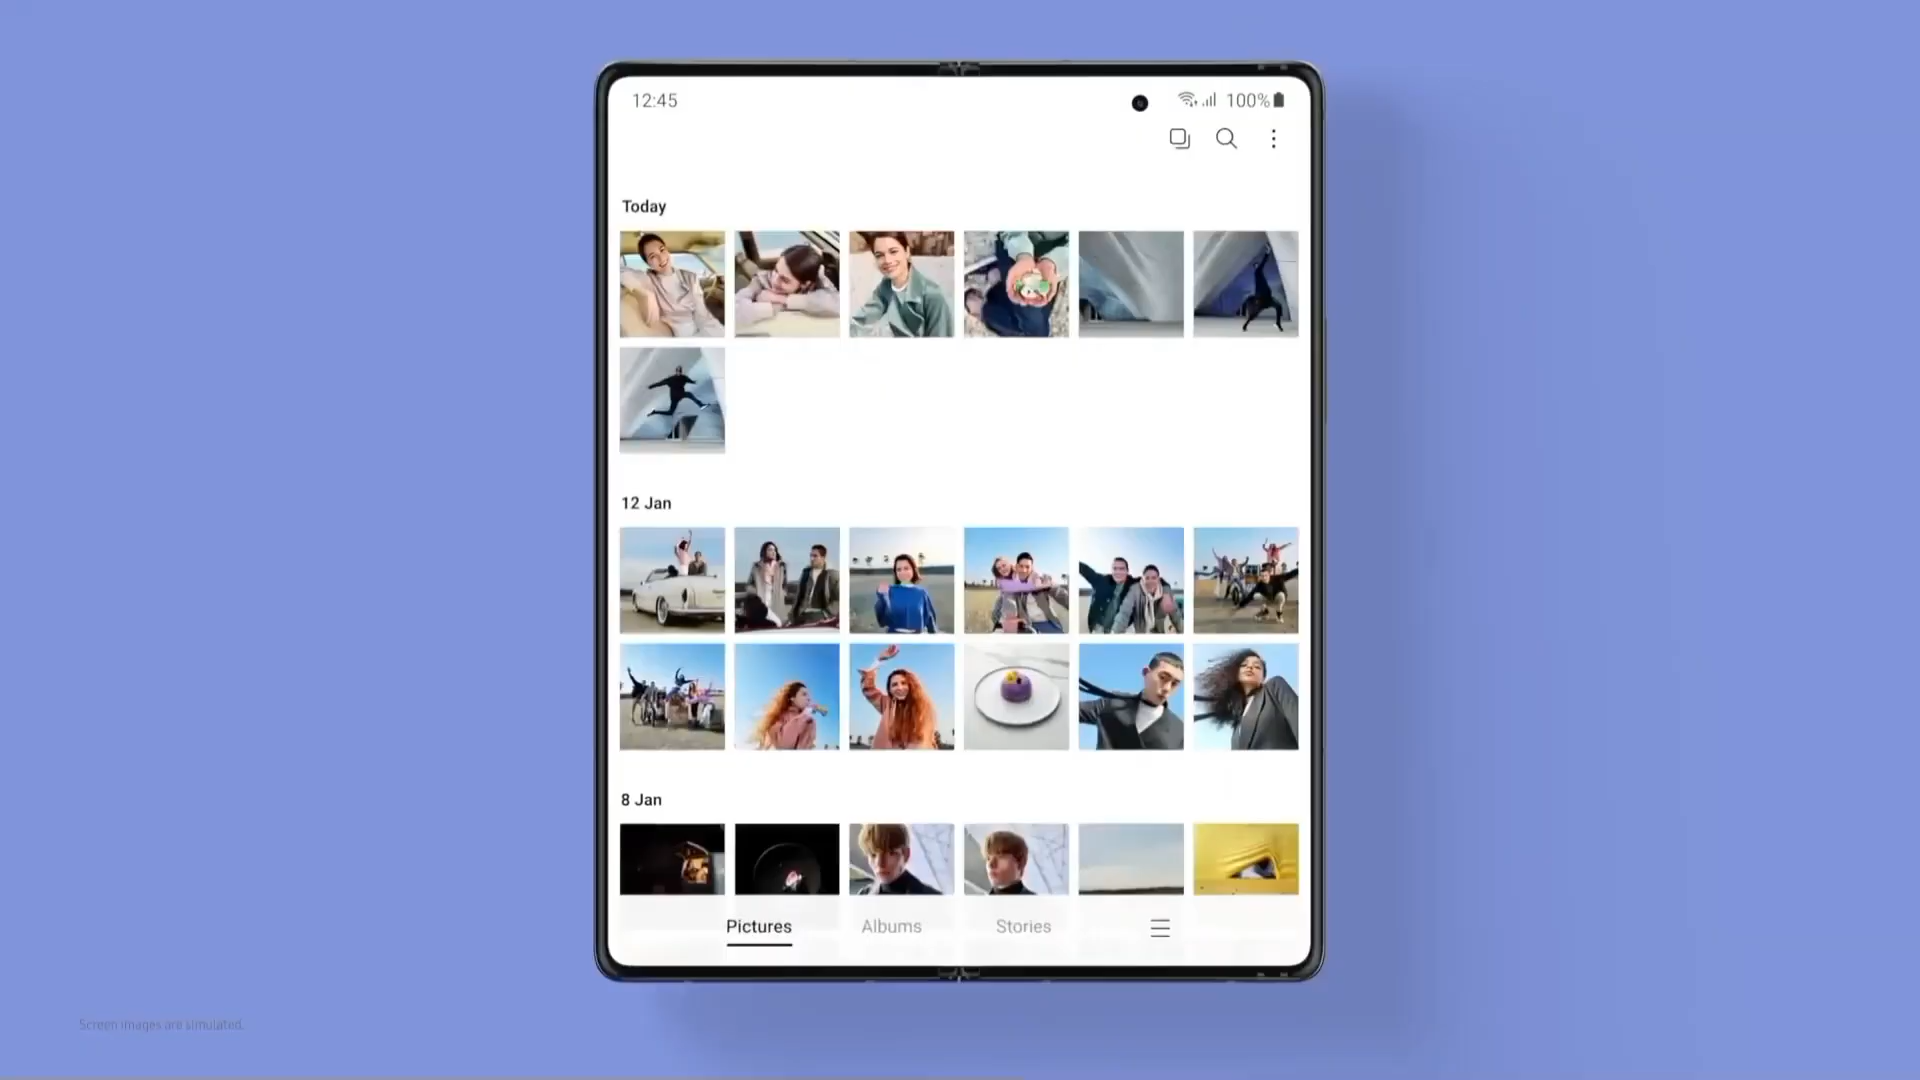 12:45
100%
Today
12 Jan
8 Jan
Pictures Albums Stories
Screen images are simulated.